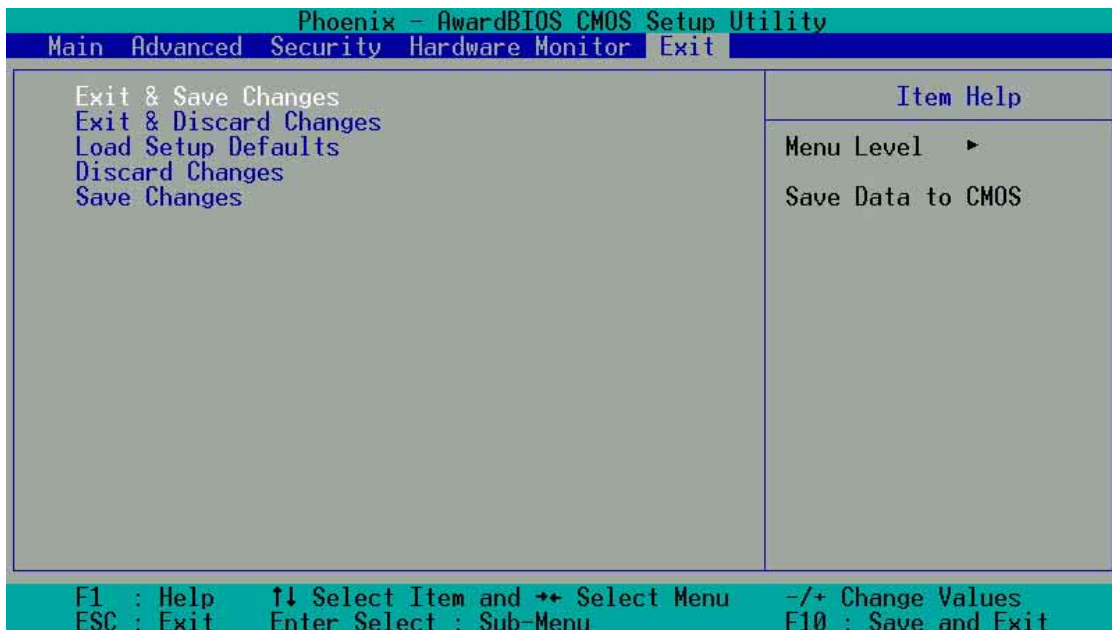 Phoenix - AwardBIOS CMOS Setup Utility
Main Advanced Security Hardware Monitor Exit
Exit & Save Changes
Exit & Discard Changes
Load Setup Defaults
Discard Changes
Save Changes
Item Help
Menu Level ►
Save Data to CMOS
F1 : Help ↑↓ Select Item and →← Select Menu -/+ Change Values
ESC : Exit Enter Select : Sub-Menu F10 : Save and Exit